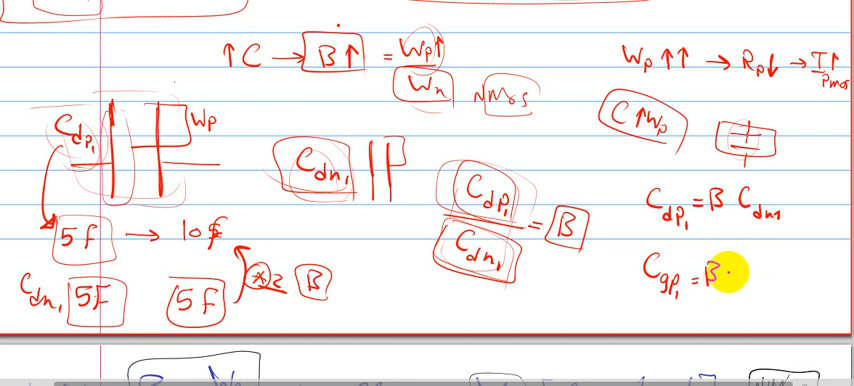 ↑C → B↑ = Wp↑ / Wn
NMOS
Wp↑↑ → Rp↓ → I↑ PMOS
C↑Wp
Cdp1
Wp
Cdn1
Cdp1 / Cdn1 = B
Cdp1 = B Cdn1
5f → 10f
Cgp1 = B.
Cdn1 5F 5f *2 B